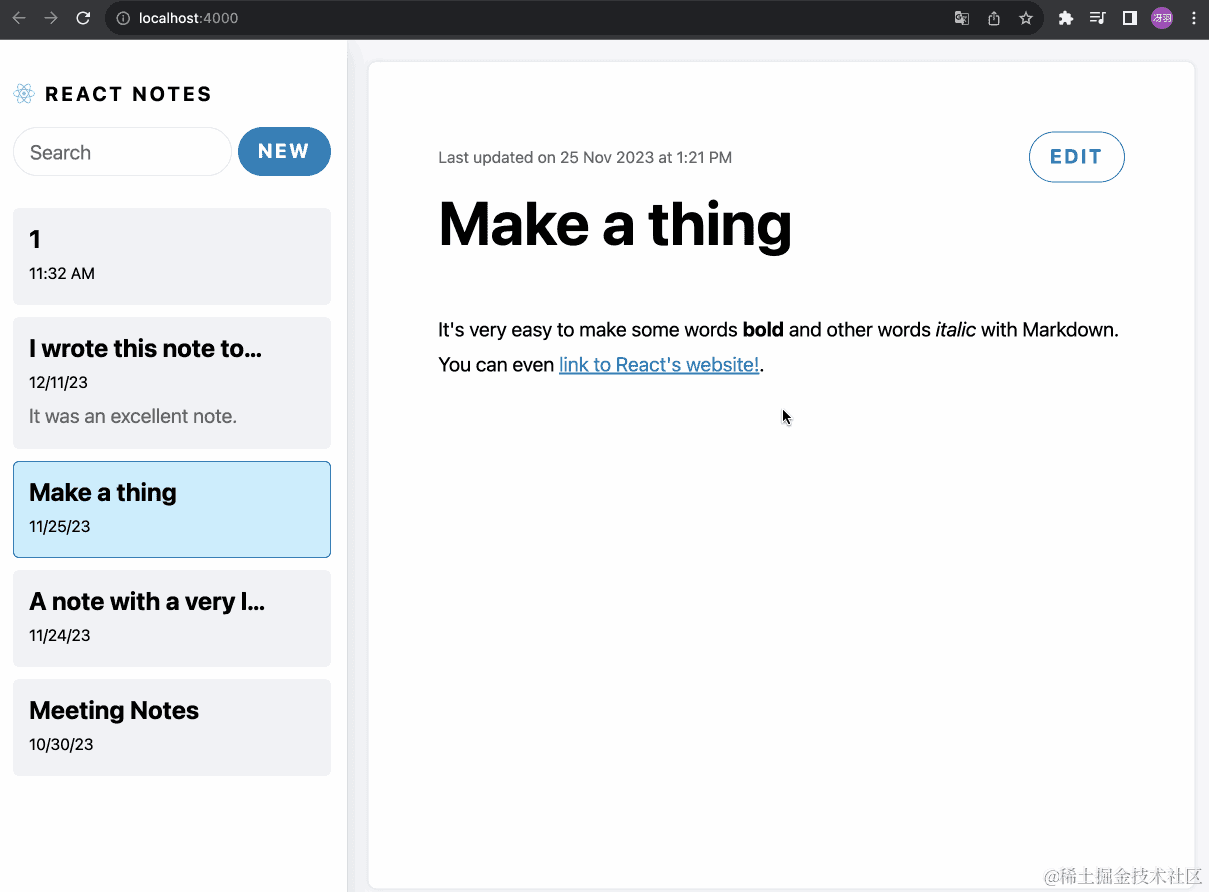 localhost:4000
冴羽
REACT NOTES
Search
NEW
1
11:32 AM
I wrote this note to...
12/11/23
It was an excellent note.
Make a thing
11/25/23
A note with a very l...
11/24/23
Meeting Notes
10/30/23
Last updated on 25 Nov 2023 at 1:21 PM
EDIT
Make a thing
It's very easy to make some words bold and other words italic with Markdown.
You can even link to React's website!.
@稀土掘金技术社区